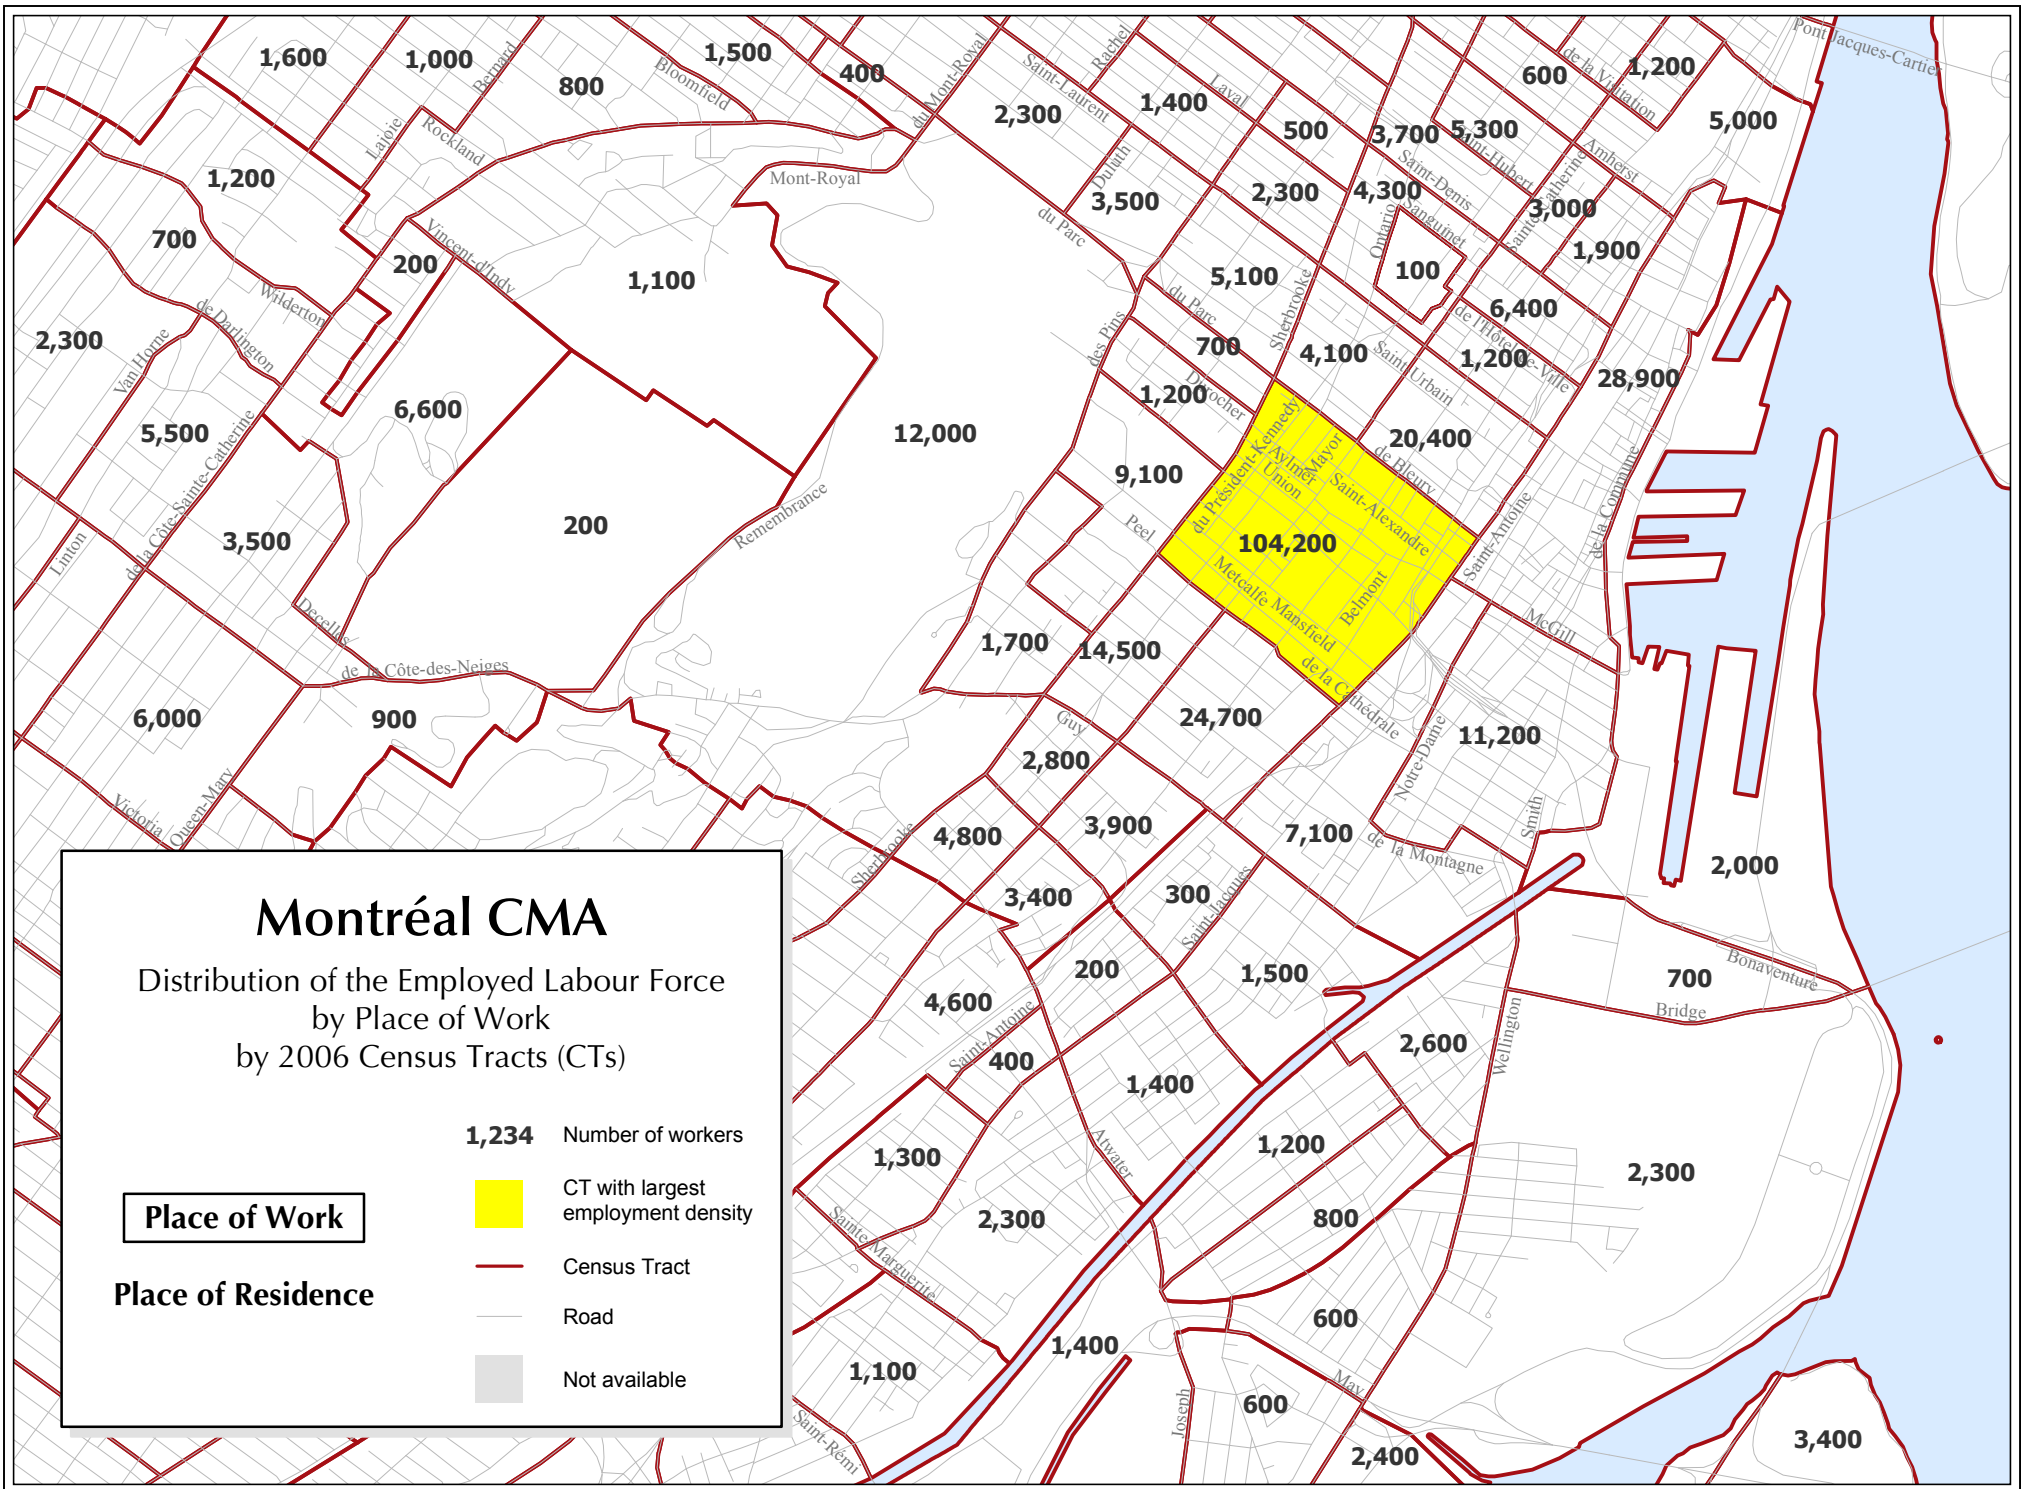 1,600
1,000
Bernard
800
Bloomfield
1,500
400
du Mont-Royal
2,300
Saint-Laurent
Rachel
1,400
Laval
500
3,700
5,300
600
de la Visitation
1,200
5,000
Pont Jacques-Cartier
Lajoie
Rockland
1,200
700
200
Vincent-d'Indy
1,100
Mont-Royal
Duluth
3,500
du Parc
2,300
4,300
Saint-Denis
Saint-Hubert
Amherst
Sainte-Catherine
3,000
Sanguinet
Ontario
100
1,900
5,100
6,400
Wilderton
de Darlington
2,300
Van Horne
5,500
6,600
12,000
des Pins
du Parc
700
Sherbrooke
4,100
Saint-Urbain
de l'Hôtel-de-Ville
1,200
28,900
1,200
Durocher
de la Côte-Sainte-Catherine
3,500
200
Remembrance
9,100
Peel
du Président-Kennedy
Aylmer
Union
Mayor
Saint-Alexandre
de Bleury
20,400
104,200
Metcalfe
Mansfield
Belmont
Saint-Antoine
de la Commune
Linton
Decelles
de la Côte-des-Neiges
1,700
14,500
de la Cathédrale
McGill
6,000
900
Guy
24,700
Notre-Dame
11,200
2,800
Victoria
Queen-Mary
Sherbrooke
4,800
3,900
7,100
de la Montagne
Smith
2,000
3,400
300
Saint-Jacques
200
1,500
700
Bonaventure
Bridge
4,600
Saint-Antoine
400
1,400
2,600
Wellington
1,300
Atwater
1,200
2,300
2,300
800
Sainte-Marguerite
600
1,400
1,100
Saint-Rémi
Joseph
600
May
2,400
3,400
Montréal CMA
Distribution of the Employed Labour Force
by Place of Work
by 2006 Census Tracts (CTs)
1,234 Number of workers
CT with largest
employment density
Place of Work
Census Tract
Place of Residence
Road
Not available